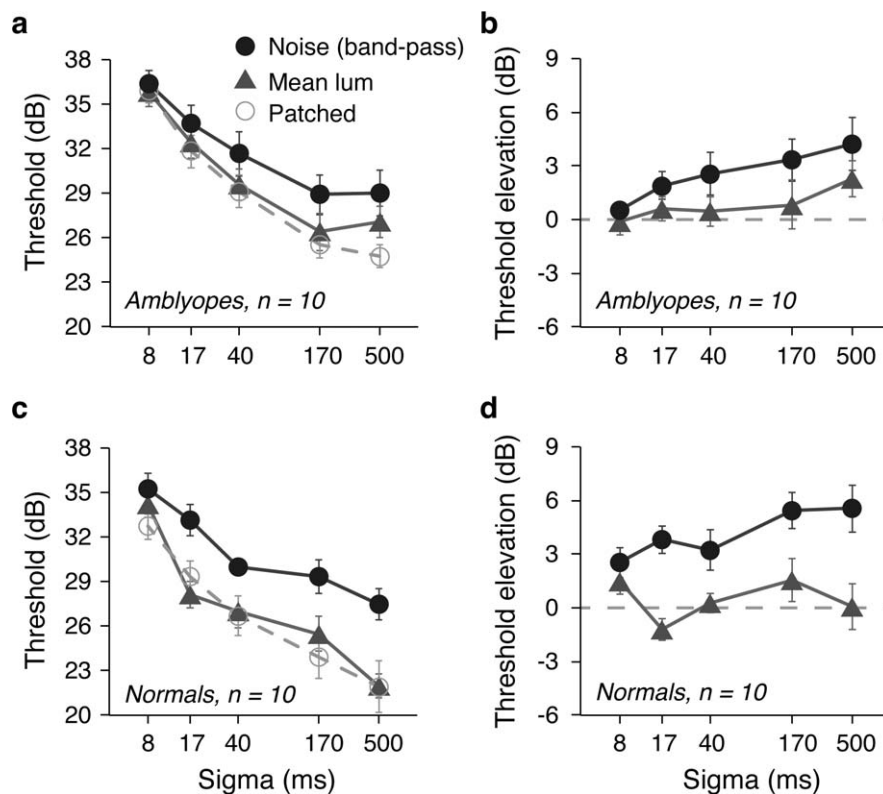 a
Noise (band-pass)
Mean lum
Patched
Threshold (dB)
38
35
32
29
26
23
20
Amblyopes, n = 10
8 17 40 170 500
b
Threshold elevation (dB)
9
6
3
0
-3
-6
Amblyopes, n = 10
8 17 40 170 500
c
Threshold (dB)
38
35
32
29
26
23
20
Normals, n = 10
8 17 40 170 500
Sigma (ms)
d
Threshold elevation (dB)
9
6
3
0
-3
-6
Normals, n = 10
8 17 40 170 500
Sigma (ms)